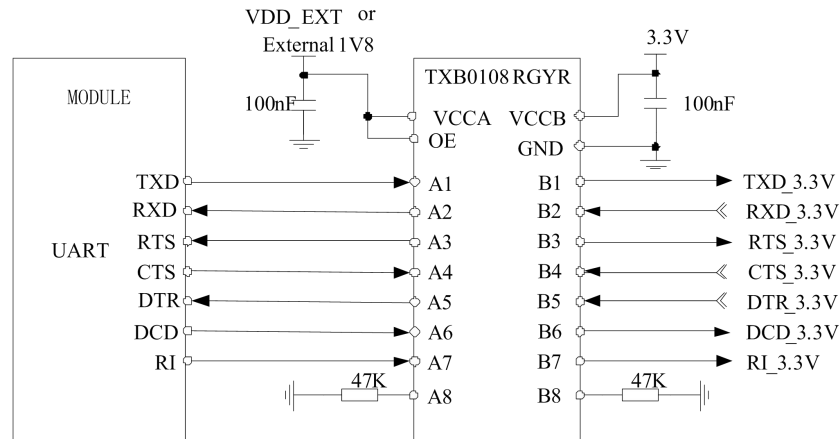 VDD_EXT or
External 1V8
3.3V
TXB0108 RGYR
MODULE
100nF
100nF
VCCA VCCB
OE
GND
TXD A1 B1 TXD_3.3V
RXD A2 B2 RXD_3.3V
RTS A3 B3 RTS_3.3V
UART
CTS A4 B4 CTS_3.3V
DTR A5 B5 DTR_3.3V
DCD A6 B6 DCD_3.3V
RI A7 B7 RI_3.3V
47K 47K
A8 B8